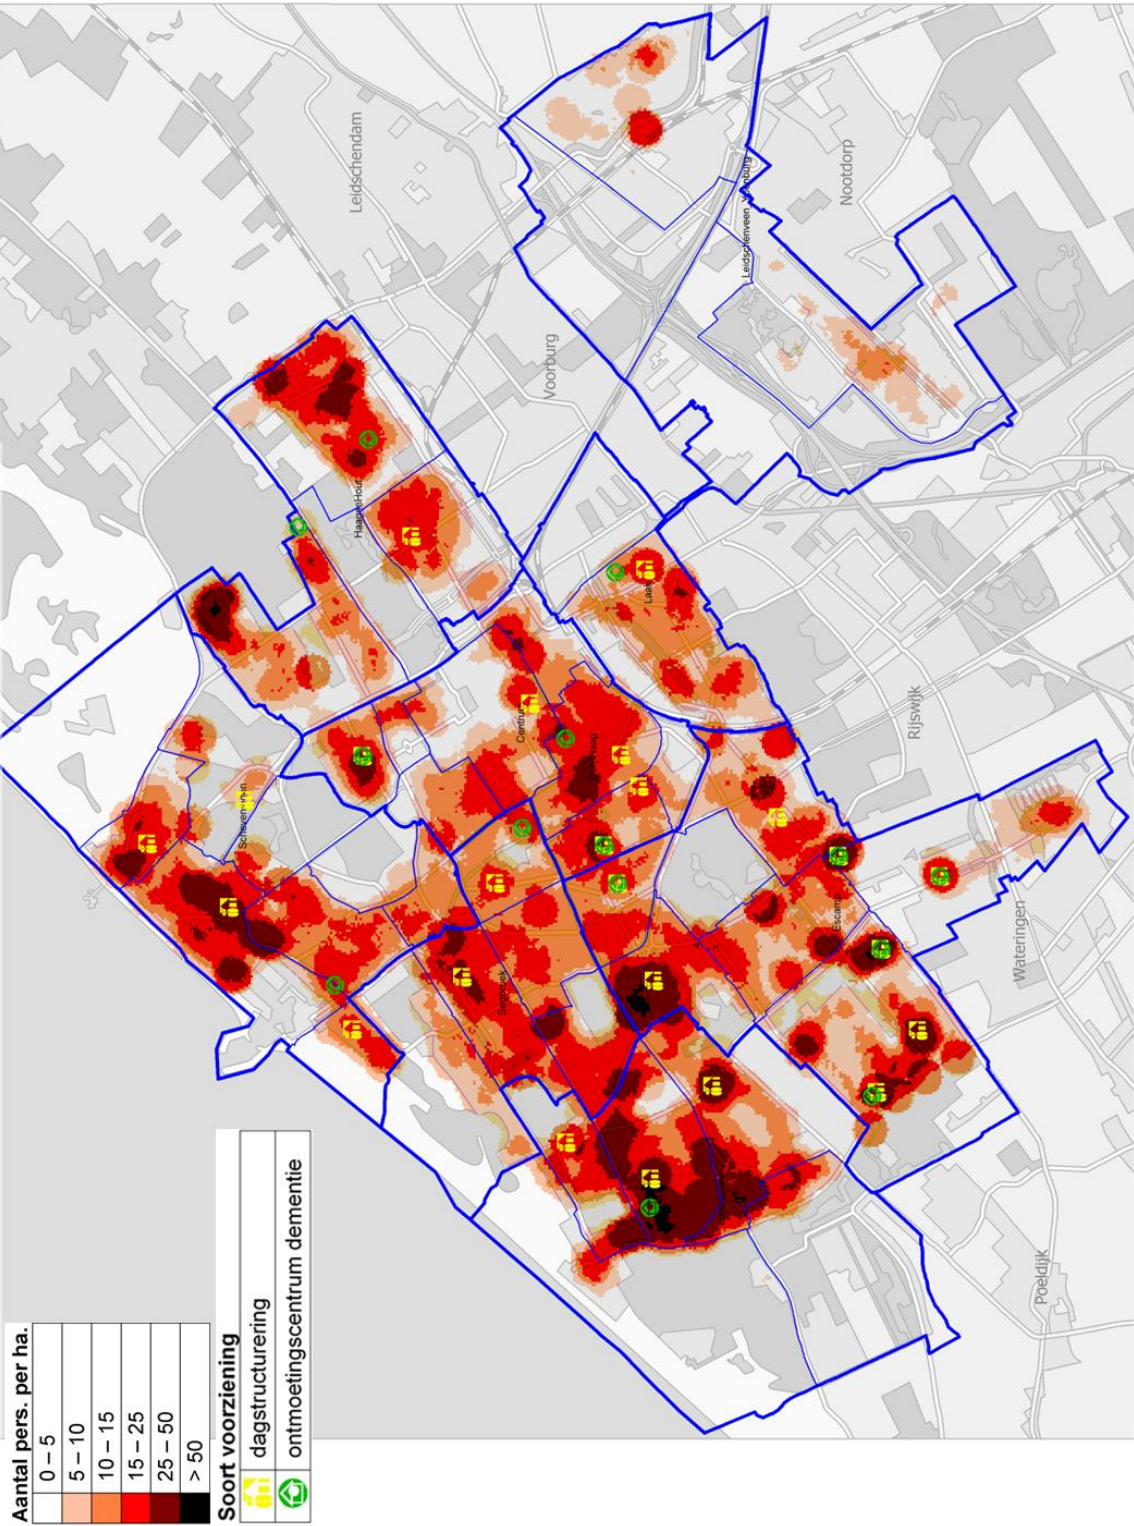 Aantal pers. per ha.
0 – 5
5 – 10
10 – 15
15 – 25
25 – 50
> 50
Soort voorziening
dagstructurering
ontmoetingscentrum dementie
Leidschendam
Nootdorp
Voorburg
Rijswijk
Wateringen
Poeldijk
Scheveningen
Centrum
Segbroek
Escamp
Laak
Haagse Hout